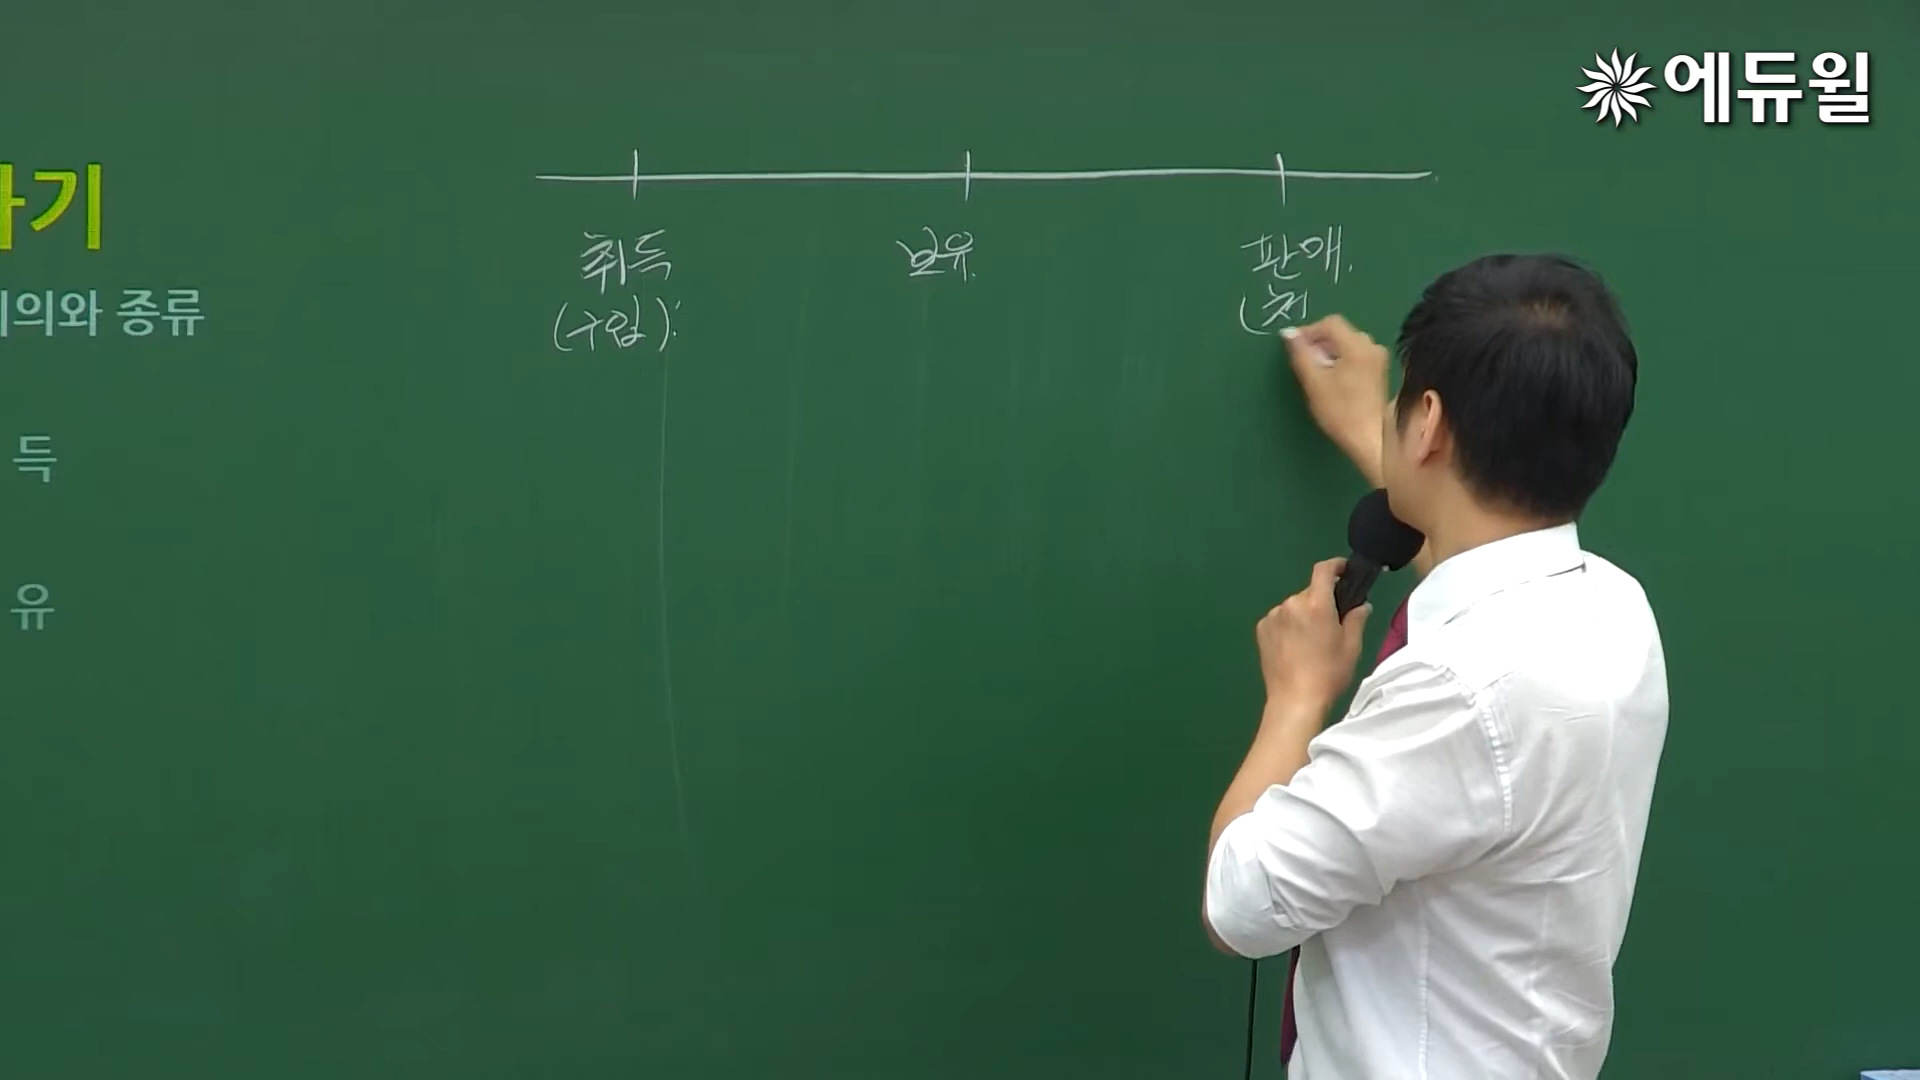 에듀윌
기
의와 종류
득
유
취득
(구입):
보유.
판매.
(처